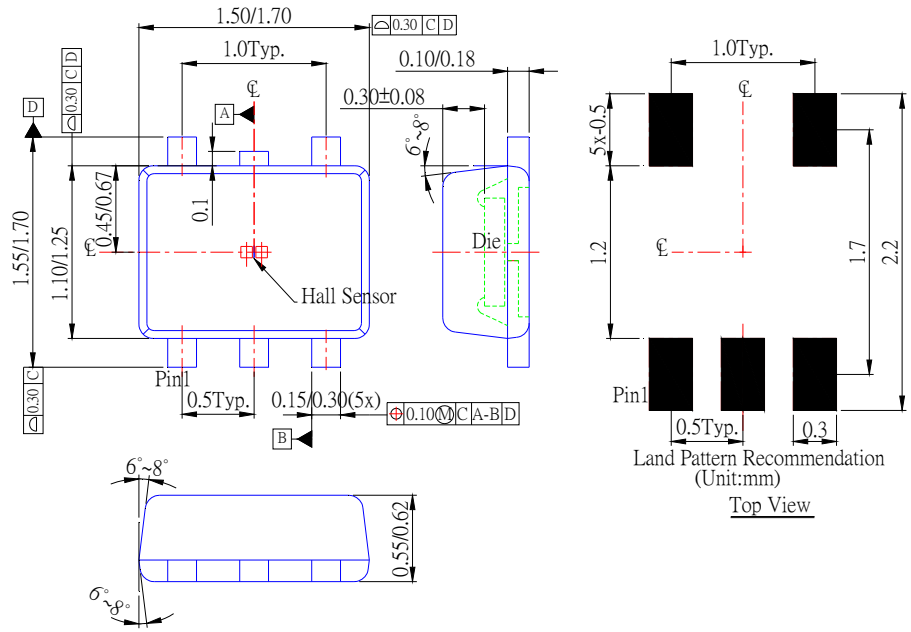 1.50/1.70
⌓ 0.30 C D
1.0Typ.
0.10/0.18
1.0Typ.
⌓ 0.30 C D
℄
0.30±0.08
℄
D
A
6°~8°
5x-0.5
1.55/1.70
1.10/1.25
0.45/0.67
0.1
℄
Die
℄
1.2
1.7
2.2
Hall Sensor
Pin1
Pin1
⌓ 0.30 C
0.5Typ.
0.15/0.30(5x)
⌖ 0.10 Ⓜ C A-B D
B
0.5Typ.
0.3
Land Pattern Recommendation
(Unit:mm)
Top View
6°~8°
0.55/0.62
6°~8°